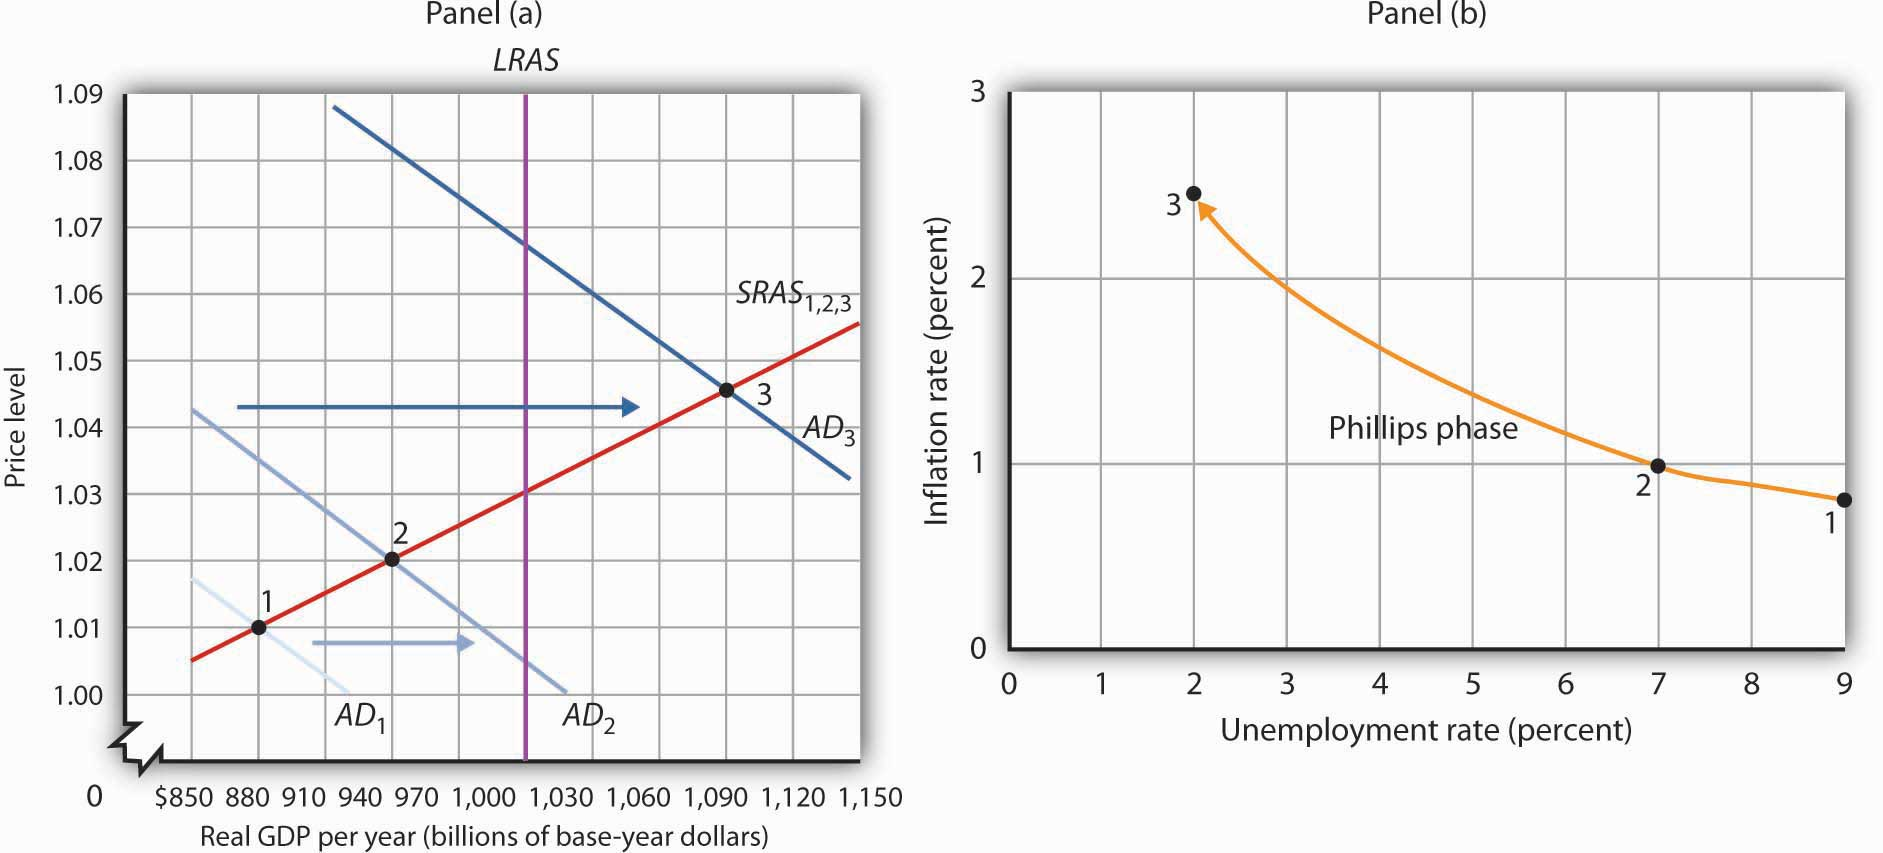 Panel (a)
LRAS
1.09
1.08
1.07
1.06
1.05
1.04
1.03
1.02
1.01
1.00
Price level
SRAS1,2,3
3
AD3
2
1
AD1
AD2
0
$850 880 910 940 970 1,000 1,030 1,060 1,090 1,120 1,150
Real GDP per year (billions of base-year dollars)
Panel (b)
3
2
1
0
Inflation rate (percent)
3
Phillips phase
2
1
0 1 2 3 4 5 6 7 8 9
Unemployment rate (percent)